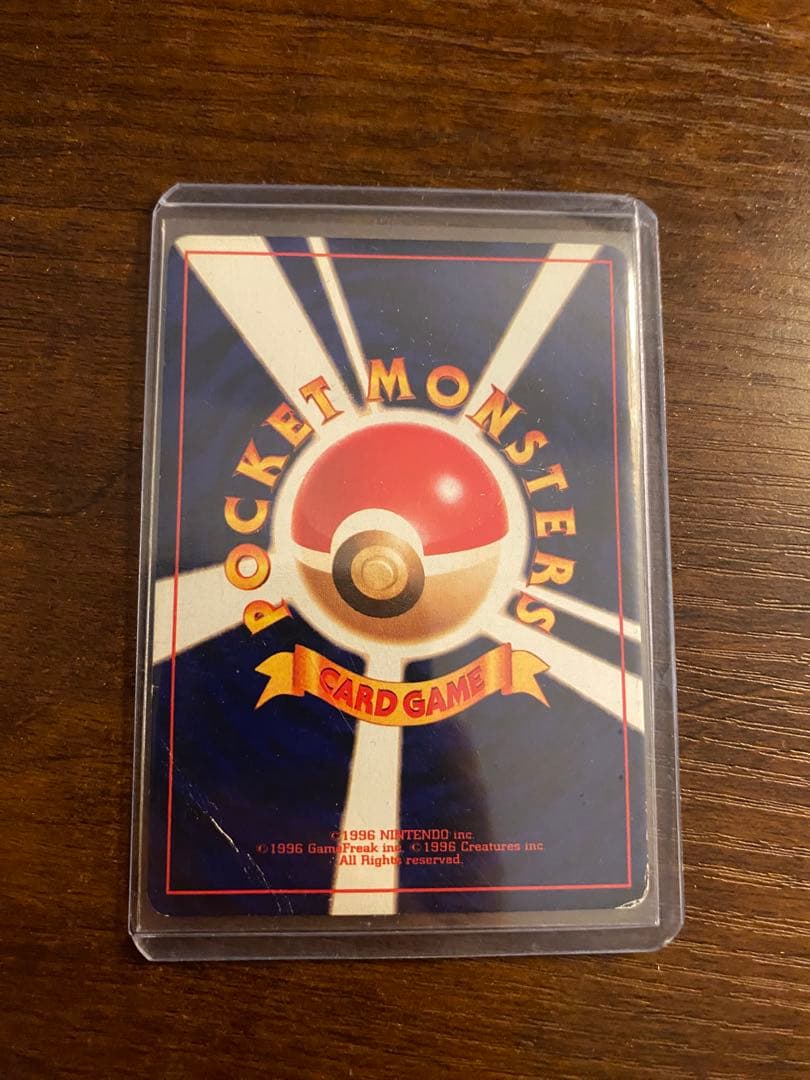 POCKET MONSTERS
CARD GAME
©1996 NINTENDO inc.
©1996 GameFreak inc. ©1996 Creatures inc
All Rights reserved.